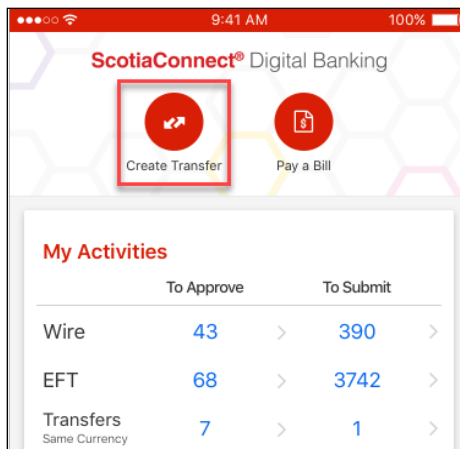 9:41 AM 100%
ScotiaConnect® Digital Banking
$
Create Transfer Pay a Bill
My Activities
To Approve To Submit
Wire 43 > 390 >
EFT 68 > 3742 >
Transfers 7 > 1 >
Same Currency